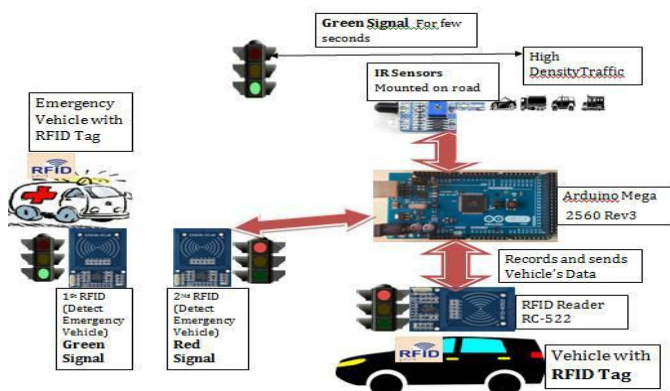 Green Signal For few
seconds
High
DensityTraffic
IR Sensors
Mounted on road
Emergency
Vehicle with
RFID Tag
RFID
Arduino Mega
2560 Rev3
Records and sends
Vehicle's Data
1st RFID
(Detect
Emergency
Vehicle)
Green
Signal
2Nd RFID
(Detect
Emergency
Vehicle)
Red
Signal
RFID Reader
RC-522
RFID
Vehicle with
RFID Tag